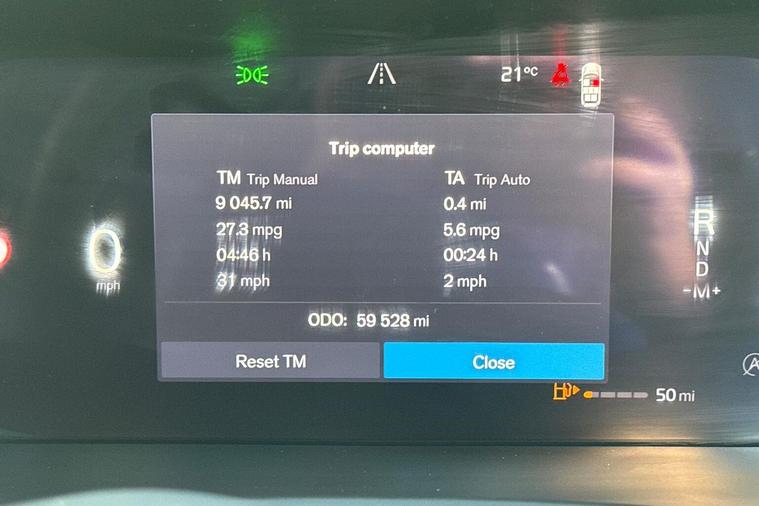 21°C
Trip computer
TM Trip Manual
TA Trip Auto
9 045.7 mi
0.4 mi
27.3 mpg
5.6 mpg
04:46 h
00:24 h
31 mph
2 mph
ODO: 59 528 mi
Reset TM
Close
0
mph
R
N
D
-M+
50 mi
A